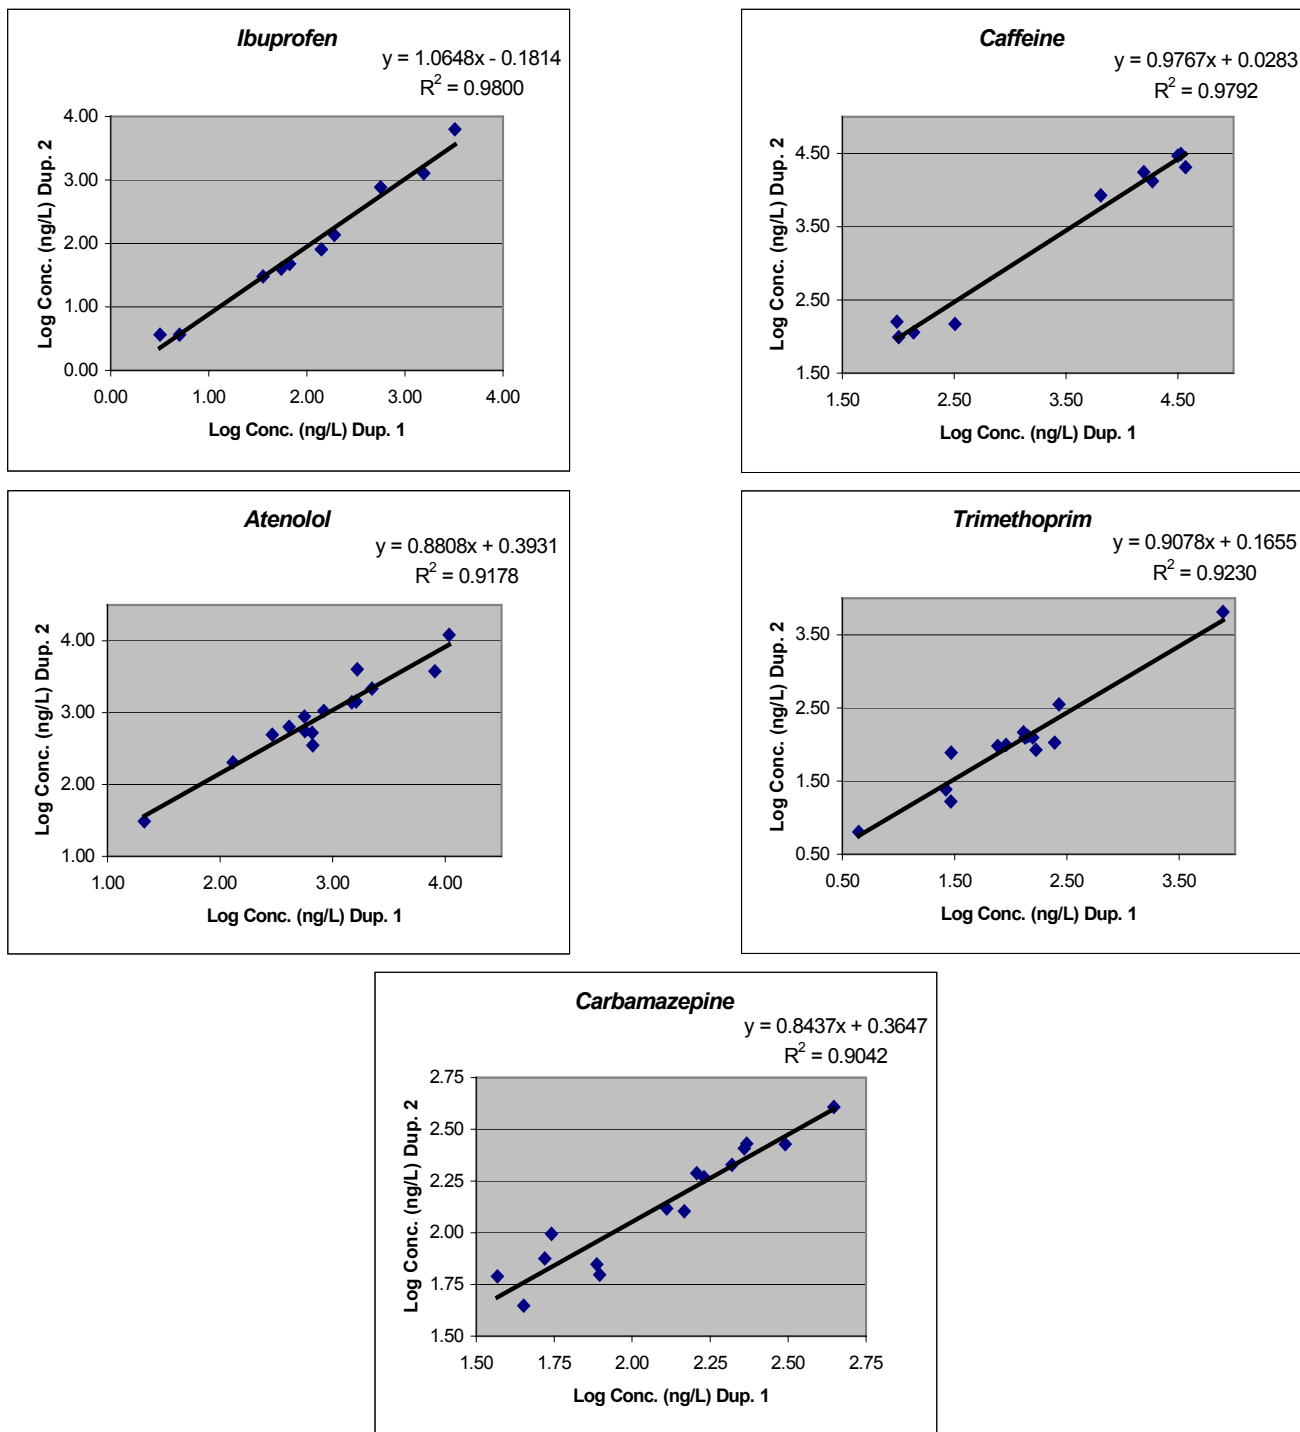 Ibuprofen
y = 1.0648x - 0.1814
R² = 0.9800
4.00
3.00
2.00
1.00
0.00
0.00 1.00 2.00 3.00 4.00
Log Conc. (ng/L) Dup. 2
Log Conc. (ng/L) Dup. 1
Caffeine
y = 0.9767x + 0.0283
R² = 0.9792
4.50
3.50
2.50
1.50
1.50 2.50 3.50 4.50
Log Conc. (ng/L) Dup. 2
Log Conc. (ng/L) Dup. 1
Atenolol
y = 0.8808x + 0.3931
R² = 0.9178
4.00
3.00
2.00
1.00
1.00 2.00 3.00 4.00
Log Conc. (ng/L) Dup. 2
Log Conc. (ng/L) Dup. 1
Trimethoprim
y = 0.9078x + 0.1655
R² = 0.9230
3.50
2.50
1.50
0.50
0.50 1.50 2.50 3.50
Log Conc. (ng/L) Dup. 2
Log Conc. (ng/L) Dup. 1
Carbamazepine
y = 0.8437x + 0.3647
R² = 0.9042
2.75
2.50
2.25
2.00
1.75
1.50
1.50 1.75 2.00 2.25 2.50 2.75
Log Conc. (ng/L) Dup. 2
Log Conc. (ng/L) Dup. 1